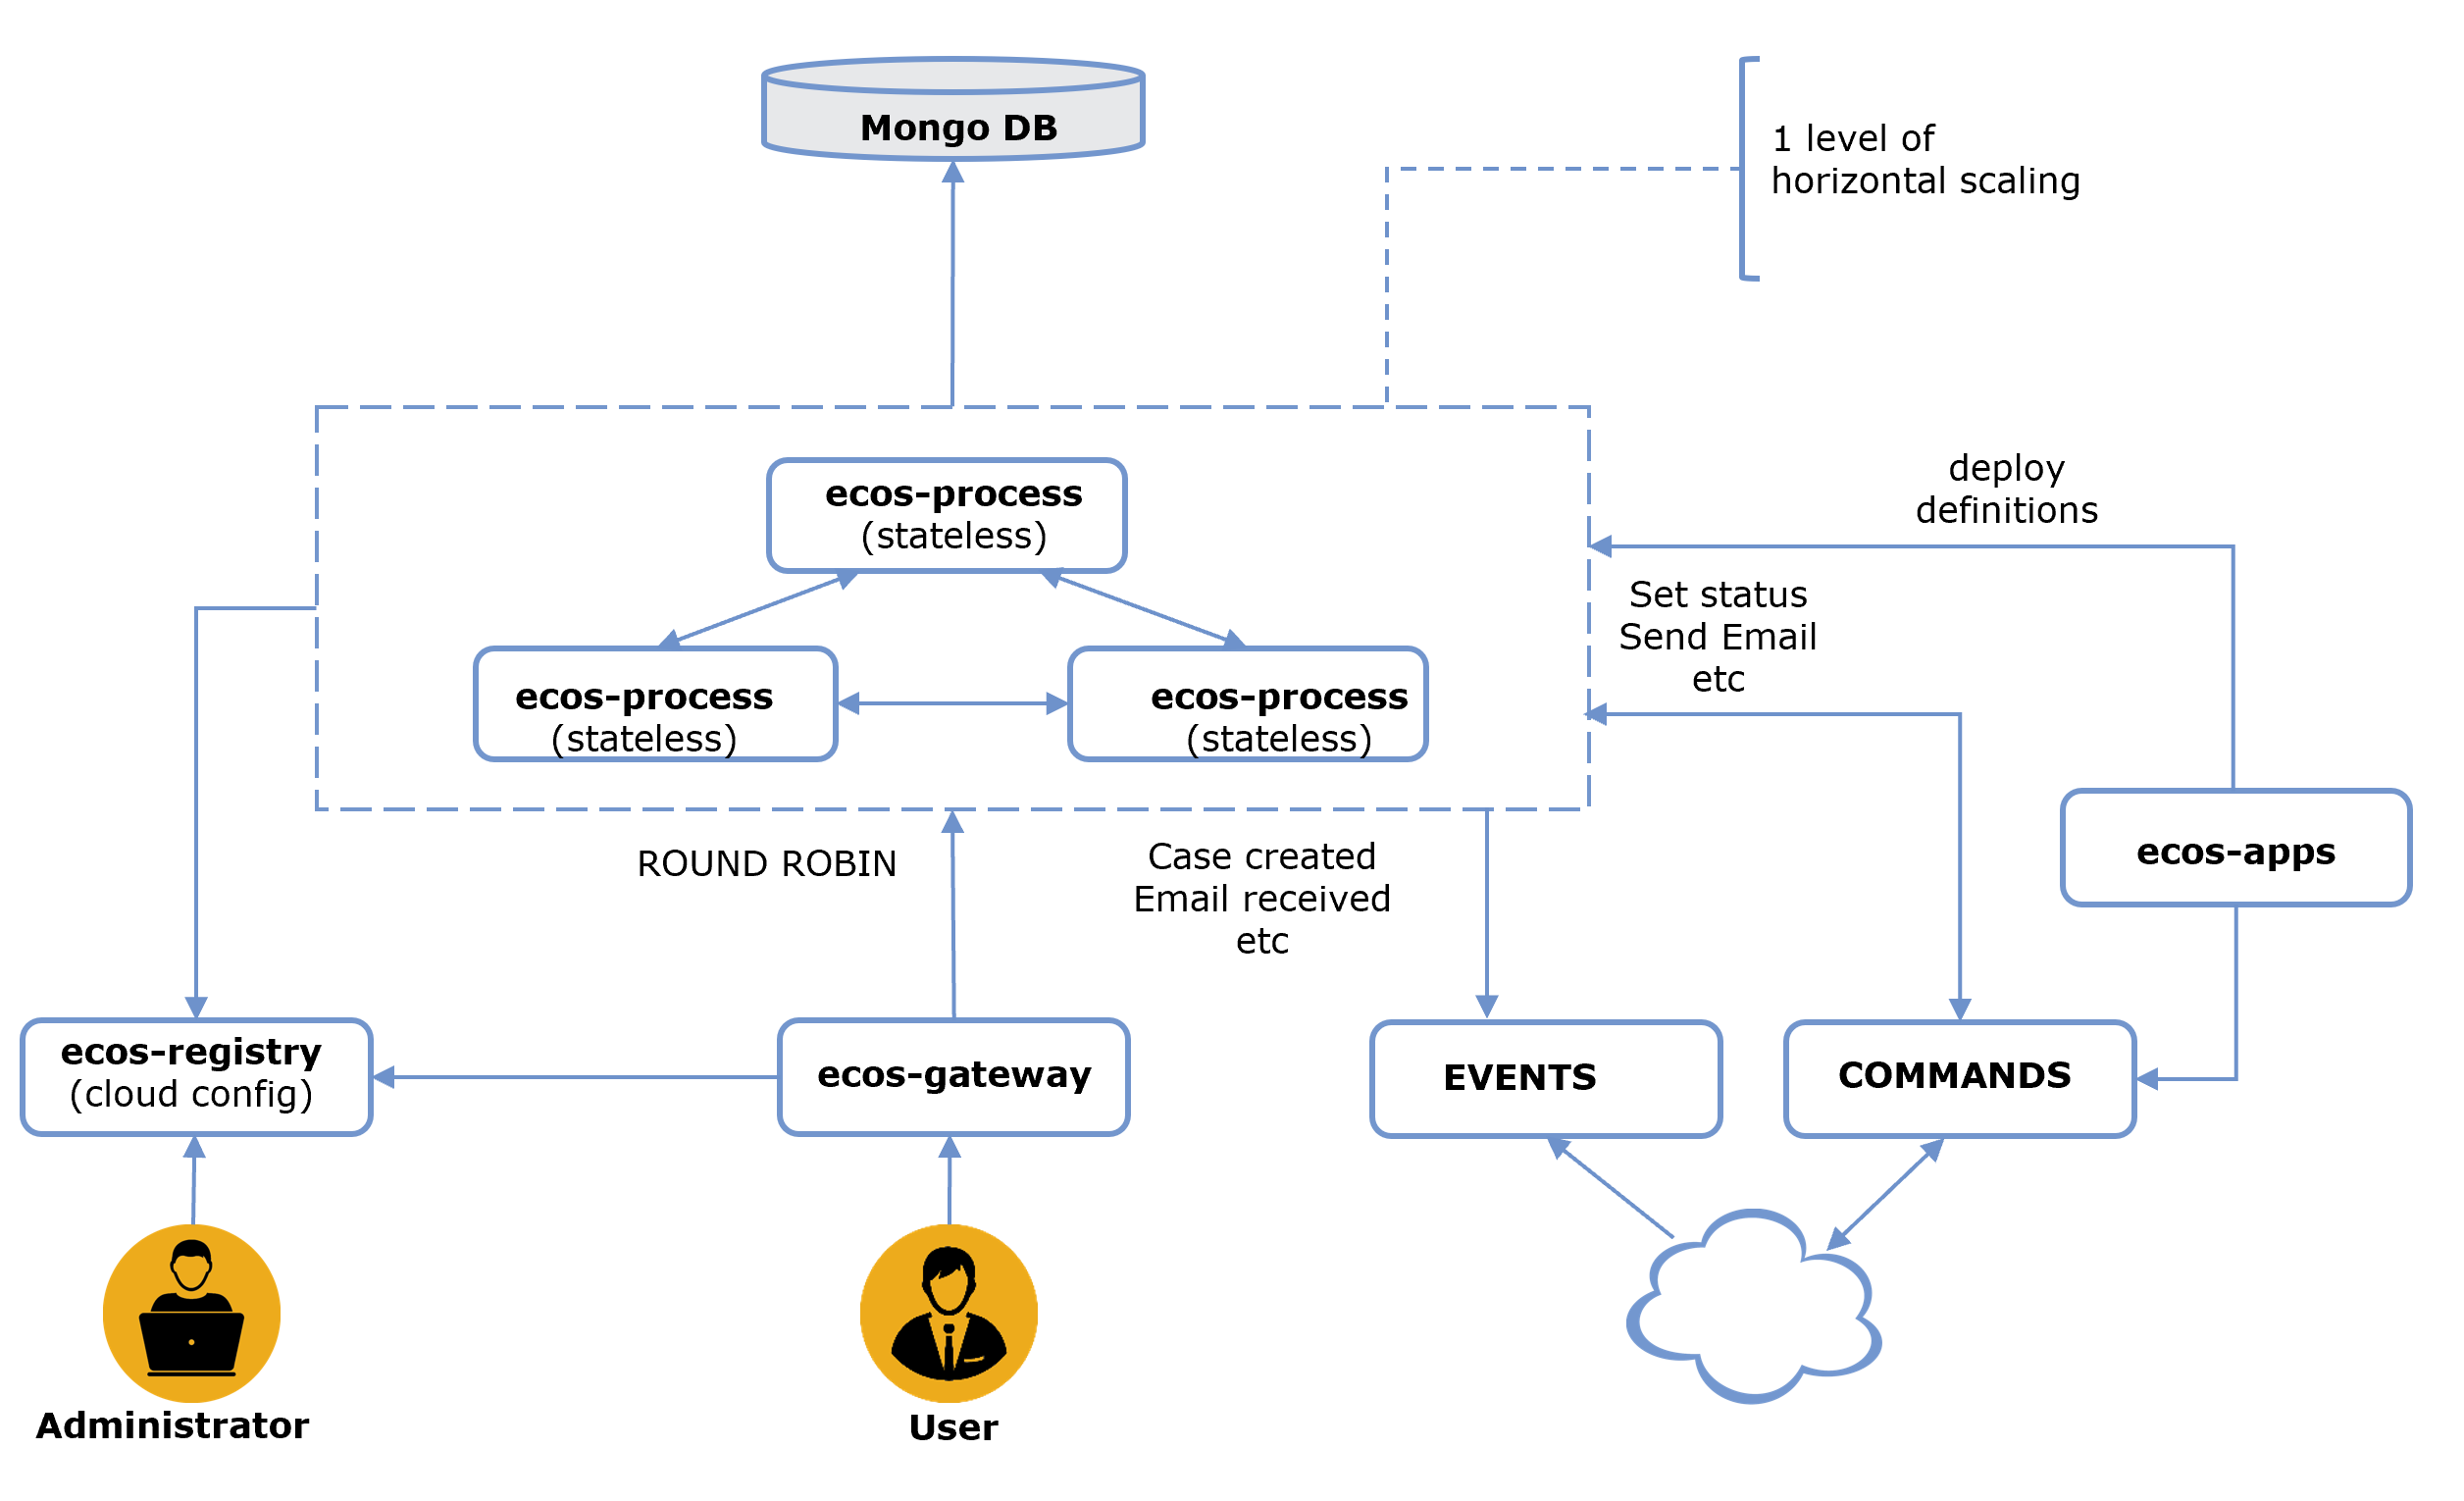 Mongo DB
1 level of
horizontal scaling
ecos-process
(stateless)
deploy
definitions
Set status
Send Email
etc
ecos-process
(stateless)
ecos-process
(stateless)
ROUND ROBIN
Case created
Email received
etc
ecos-apps
ecos-registry
(cloud config)
ecos-gateway
EVENTS
COMMANDS
Administrator
User